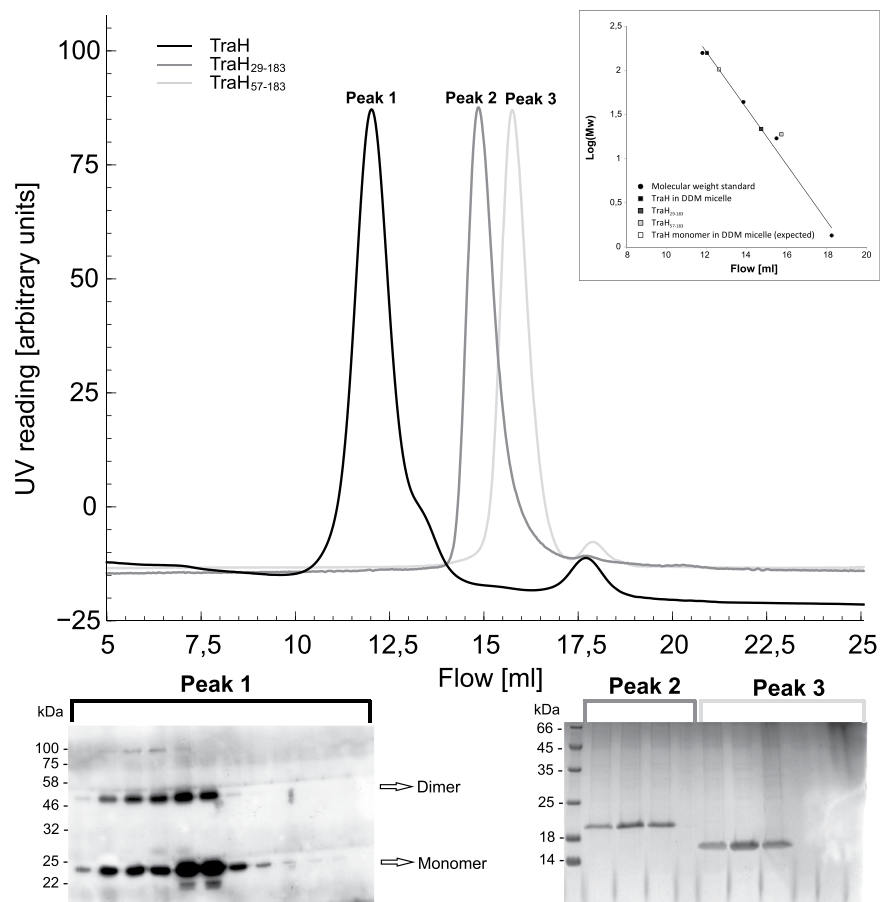 100
75
50
25
0
−25
UV reading [arbitrary units]
TraH
TraH29-183
TraH57-183
Peak 1
Peak 2
Peak 3
5
7,5
10
12,5
15
17,5
20
22,5
25
Flow [ml]
2,5
2
1,5
1
0,5
0
Log(Mw)
Molecular weight standard
TraH in DDM micelle
TraH29-183
TraH57-183
TraH monomer in DDM micelle (expected)
8
10
12
14
16
18
20
Flow [ml]
Peak 1
kDa
100 -
75 -
58 -
46 -
32 -
25 -
22 -
Dimer
Monomer
Peak 2
Peak 3
kDa
66 -
45 -
35 -
25 -
18 -
14 -